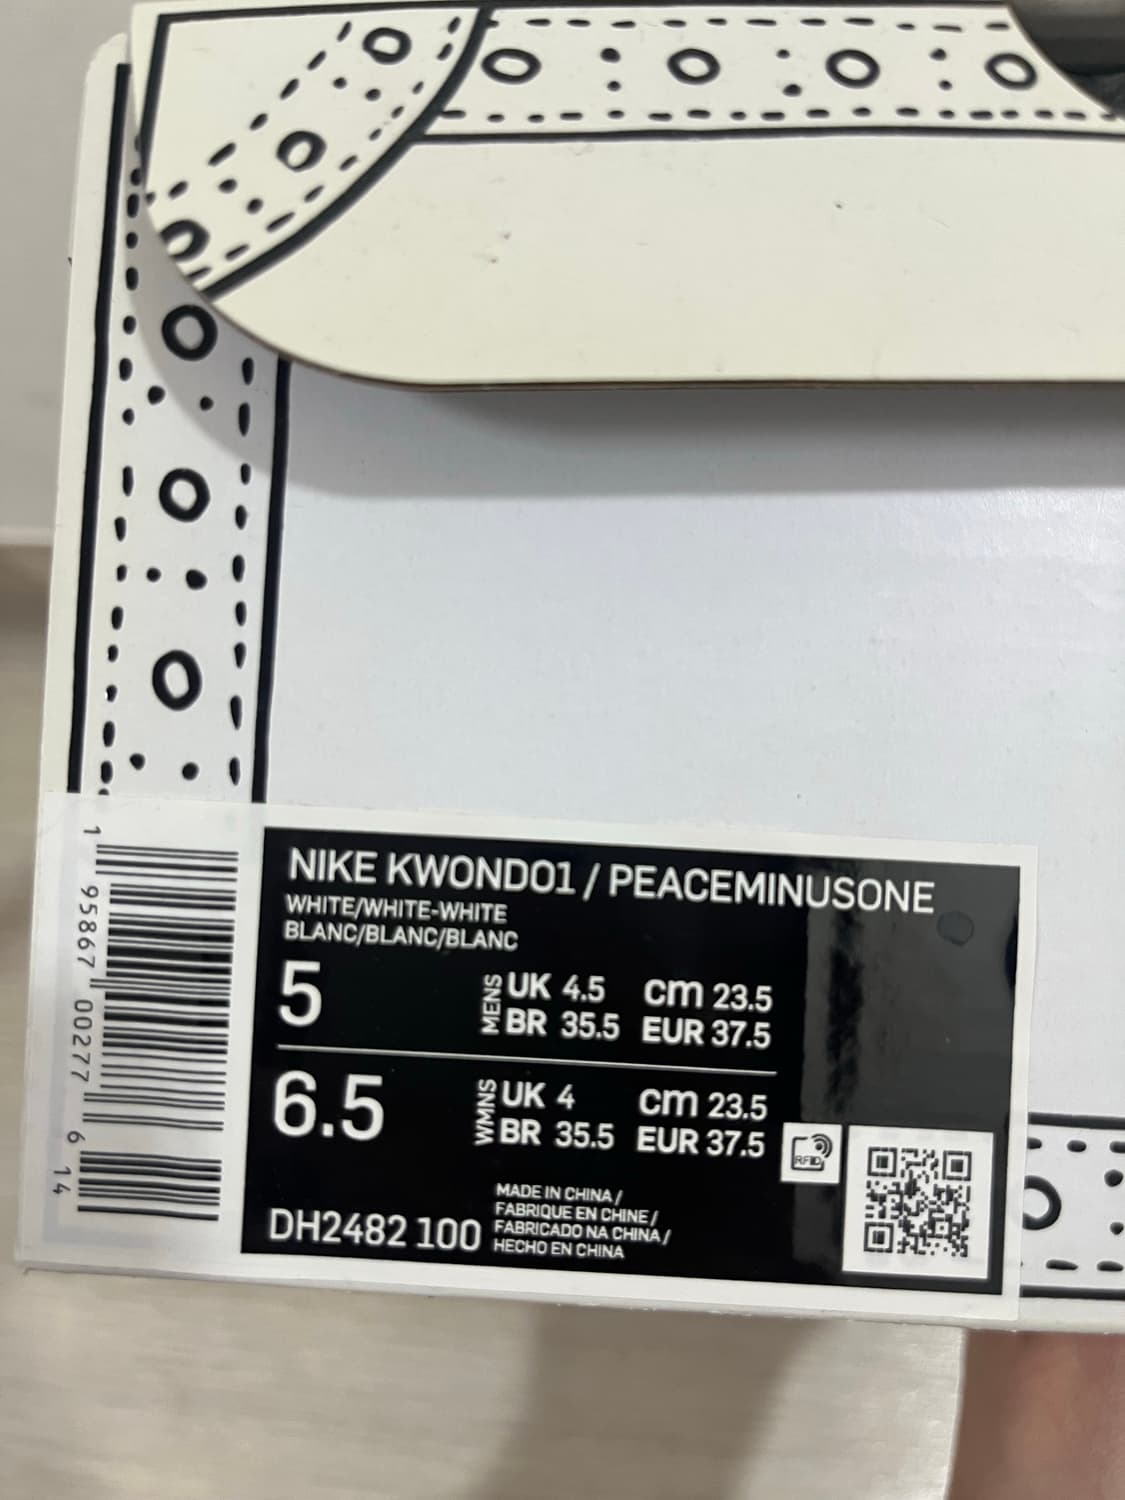 NIKE KWONDO1 / PEACEMINUSONE
WHITE/WHITE-WHITE
BLANC/BLANC/BLANC
5
MENS
UK 4.5 cm 23.5
BR 35.5 EUR 37.5
6.5
WMNS
UK 4 cm 23.5
BR 35.5 EUR 37.5
RFID
DH2482 100
MADE IN CHINA /
FABRIQUE EN CHINE /
FABRICADO NA CHINA /
HECHO EN CHINA
1 95867 00277 6 14